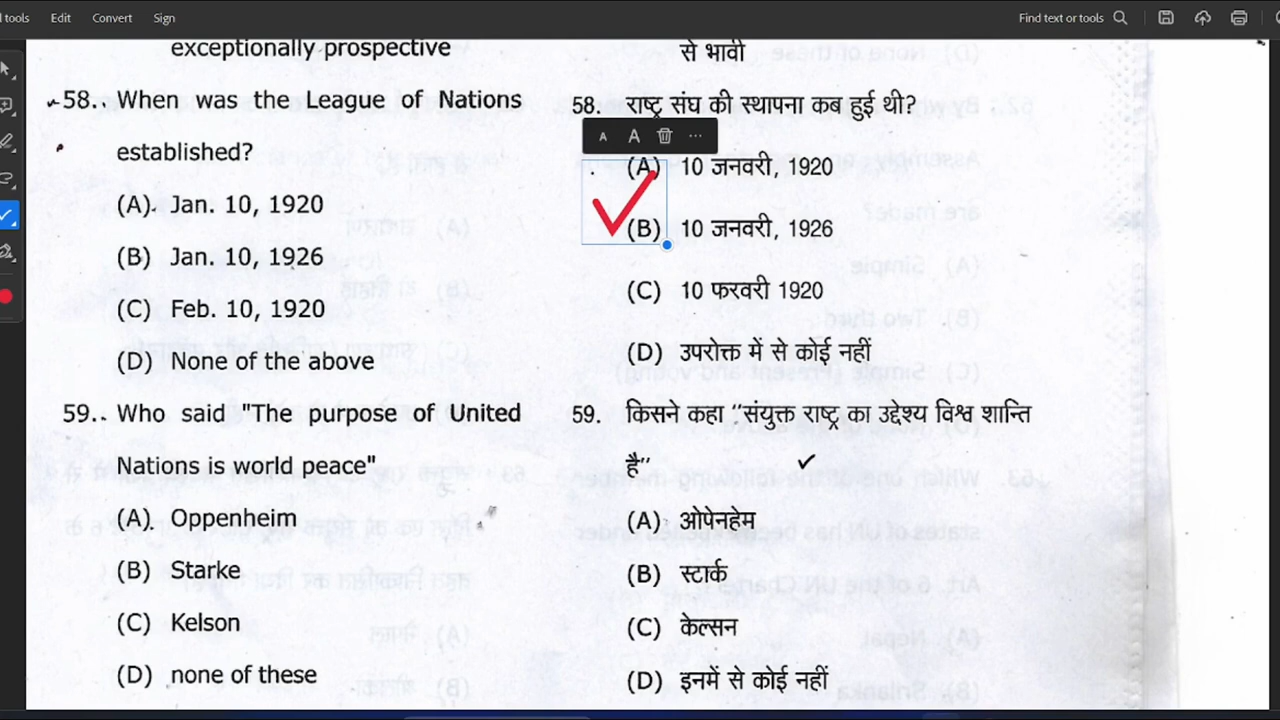 tools Edit Convert Sign Find text or tools
exceptionally prospective
58. When was the League of Nations
established?
(A). Jan. 10, 1920
(B) Jan. 10, 1926
(C) Feb. 10, 1920
(D) None of the above
59.. Who said "The purpose of United
Nations is world peace"
(A) Oppenheim
(B) Starke
(C) Kelson
(D) none of these
से भावी
58. राष्ट्र संघ की स्थापना कब हुई थी?
A A ...
(A) 10 जनवरी, 1920
(B) 10 जनवरी, 1926
(C) 10 फरवरी 1920
(D) उपरोक्त में से कोई नहीं
59. किसने कहा "संयुक्त राष्ट्र का उद्देश्य विश्व शान्ति
है"
(A) ओपेनहेम
(B) स्टार्क
(C) केल्सन
(D) इनमें से कोई नहीं